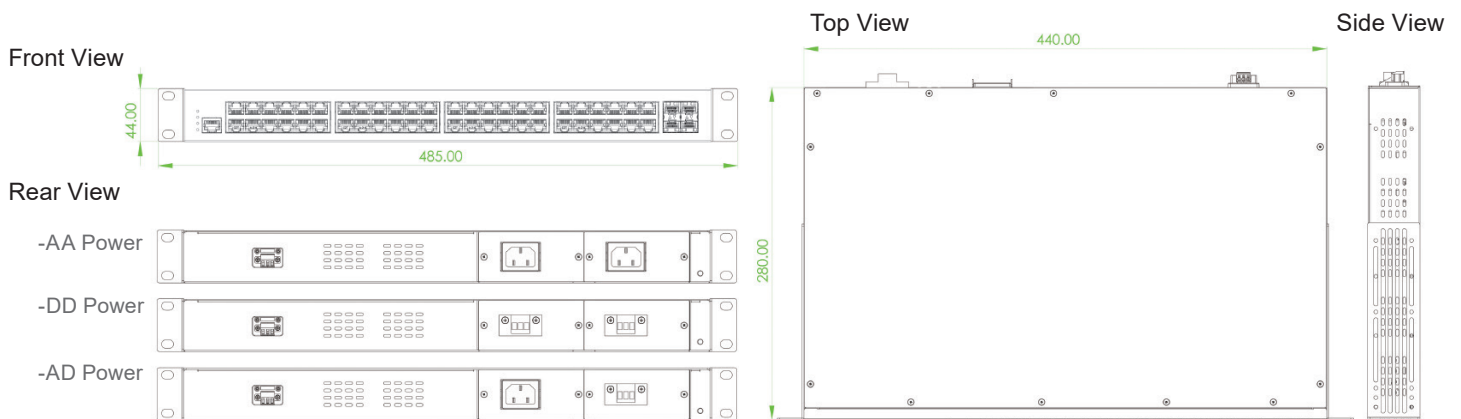 Top View
Side View
440.00
Front View
44.00
485.00
Rear View
-AA Power
280.00
-DD Power
-AD Power